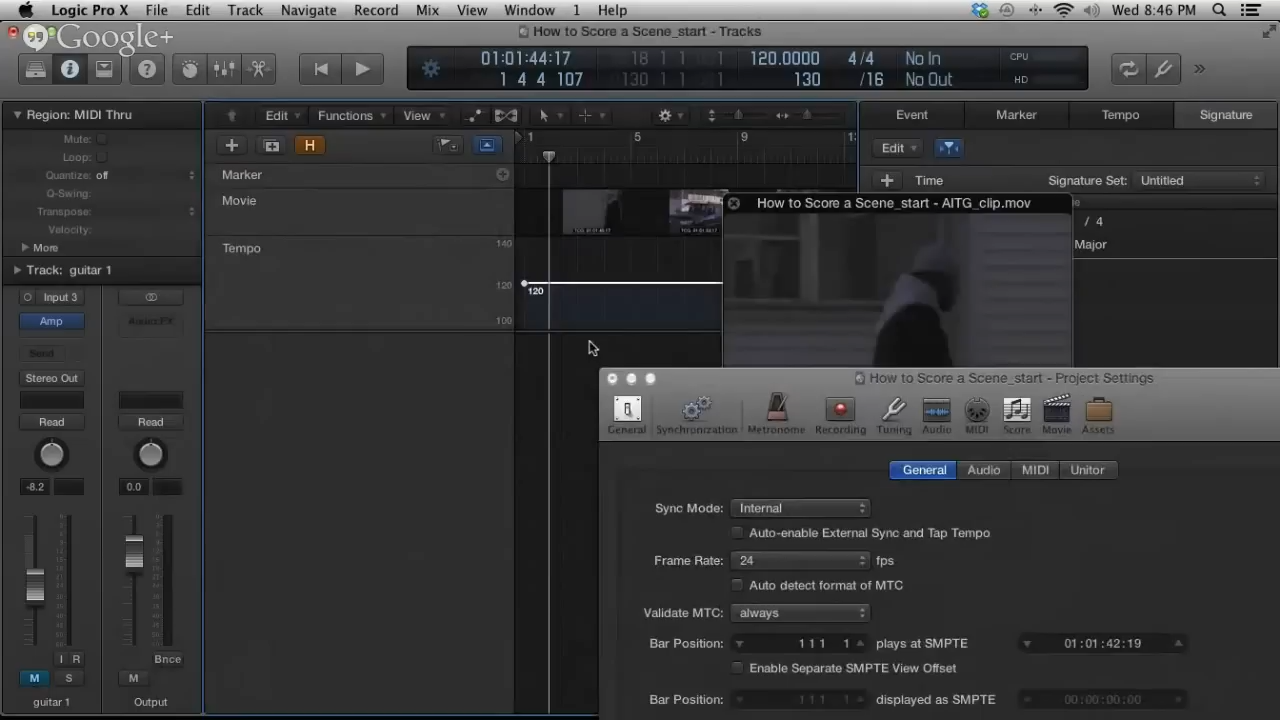 Logic Pro X File Edit Track Navigate Record Mix View Window 1 Help Wed 8:46 PM
Google+
How to Score a Scene_start - Tracks
01:01:44:17 18 1 1 120.0000 4/4 No In CPU
1 4 4 107 130 1 1 130 /16 No Out HD
Region: MIDI Thru
Mute:
Loop:
Quantize: off
Q-Swing:
Transpose:
Velocity:
More
Track: guitar 1
Input 3
Amp
AudioFX
Send
Stereo Out
Read Read
-8.2 0.0
I R Bnce
M S M
guitar 1 Output
Edit Functions View
H
1 5 9
Marker
Movie
Tempo
140
120
100
120
Event Marker Tempo Signature
Edit
Time Signature Set: Untitled
/ 4
Major
How to Score a Scene_start - AITG_clip.mov
How to Score a Scene_start - Project Settings
General Synchronization Metronome Recording Tuning Audio MIDI Score Movie Assets
General Audio MIDI Unitor
Sync Mode: Internal
Auto-enable External Sync and Tap Tempo
Frame Rate: 24 fps
Auto detect format of MTC
Validate MTC: always
Bar Position: 1 1 1 1 plays at SMPTE 01:01:42:19
Enable Separate SMPTE View Offset
Bar Position: 1 1 1 1 displayed as SMPTE 00:00:00:00